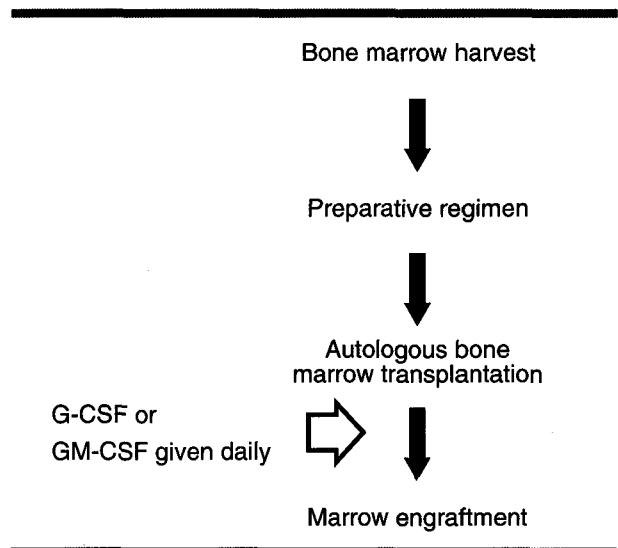 Bone marrow harvest
Preparative regimen
Autologous bone
marrow transplantation
G-CSF or
GM-CSF given daily
Marrow engraftment